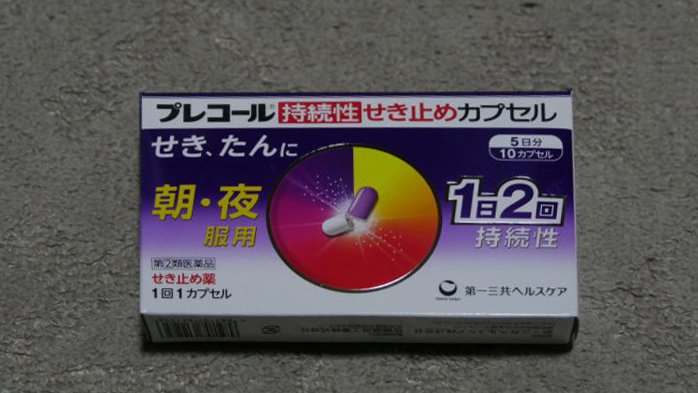 プレコール® 持続性せき止めカプセル
せき、たんに
5日分
10カプセル
朝・夜
服用
1日2回
持続性
第②類医薬品
せき止め薬
1回1カプセル
第一三共ヘルスケア